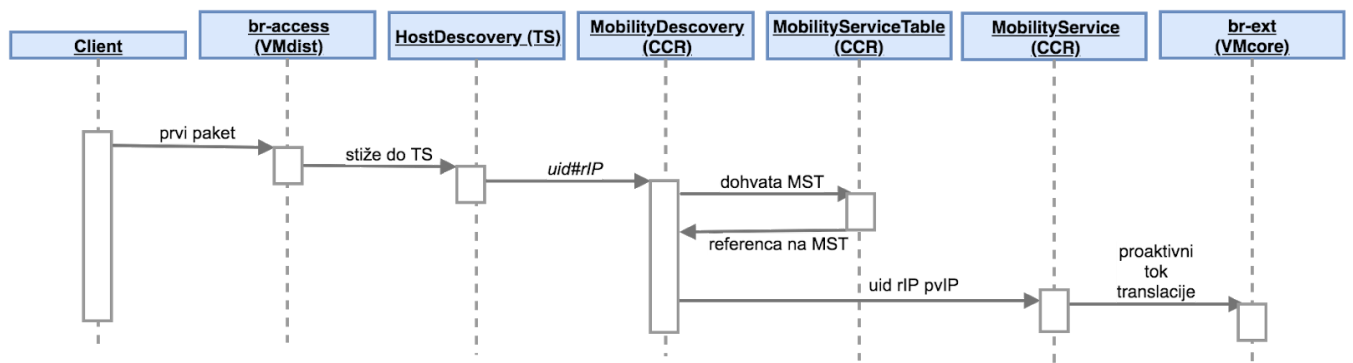 Client
br-access
(VMdist)
HostDescovery (TS)
MobilityDescovery
(CCR)
MobilityServiceTable
(CCR)
MobilityService
(CCR)
br-ext
(VMcore)
prvi paket
stiže do TS
uid#rIP
dohvata MST
referenca na MST
uid rIP pvIP
proaktivni
tok
translacije